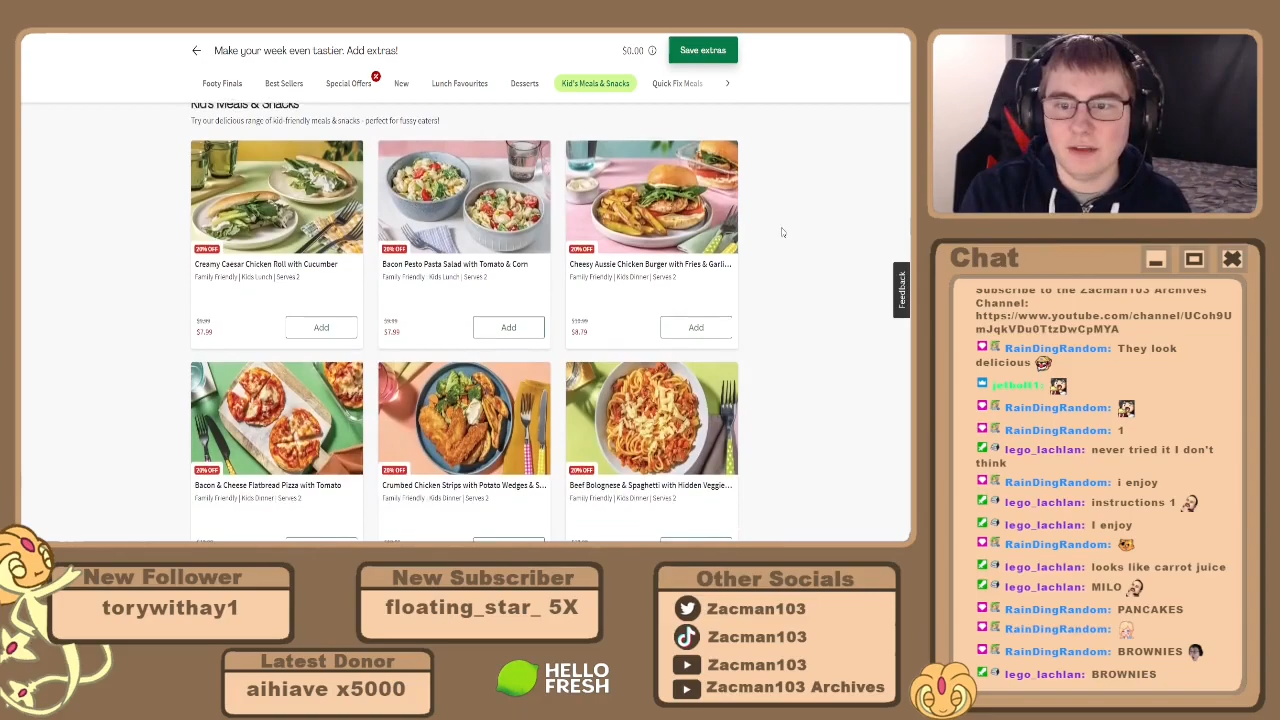 Make your week even tastier. Add extras!
$0.00
Save extras
Footy Finals
Best Sellers
Special Offers
New
Lunch Favourites
Desserts
Kid's Meals & Snacks
Quick Fix Meals
Kid's Meals & Snacks
Try our delicious range of kid-friendly meals & snacks - perfect for fussy eaters!
20% OFF
Creamy Caesar Chicken Roll with Cucumber
Family Friendly | Kids Lunch | Serves 2
$9.99
$7.99
Add
20% OFF
Bacon Pesto Pasta Salad with Tomato & Corn
Family Friendly | Kids Lunch | Serves 2
$9.99
$7.99
Add
20% OFF
Cheesy Aussie Chicken Burger with Fries & Garli...
Family Friendly | Kids Dinner | Serves 2
$10.99
$8.79
Add
20% OFF
Bacon & Cheese Flatbread Pizza with Tomato
Family Friendly | Kids Dinner | Serves 2
20% OFF
Crumbed Chicken Strips with Potato Wedges & S...
Family Friendly | Kids Dinner | Serves 2
20% OFF
Beef Bolognese & Spaghetti with Hidden Veggie...
Family Friendly | Kids Dinner | Serves 2
Feedback
Chat
Subscribe to the Zacman103 Archives
Channel:
https://www.youtube.com/channel/UCoh9U
mJqkVDu0TtzDwCpMYA
RainDingRandom: They look
delicious
jetbull1:
RainDingRandom:
RainDingRandom: 1
lego_lachlan: never tried it I don't
think
RainDingRandom: i enjoy
lego_lachlan: instructions 1
lego_lachlan: I enjoy
RainDingRandom:
lego_lachlan: looks like carrot juice
lego_lachlan: MILO
RainDingRandom: PANCAKES
RainDingRandom:
RainDingRandom: BROWNIES
lego_lachlan: BROWNIES
New Follower
torywithay1
New Subscriber
floating_star_ 5X
Latest Donor
aihiave x5000
HELLO
FRESH
Other Socials
Zacman103
Zacman103
Zacman103
Zacman103 Archives